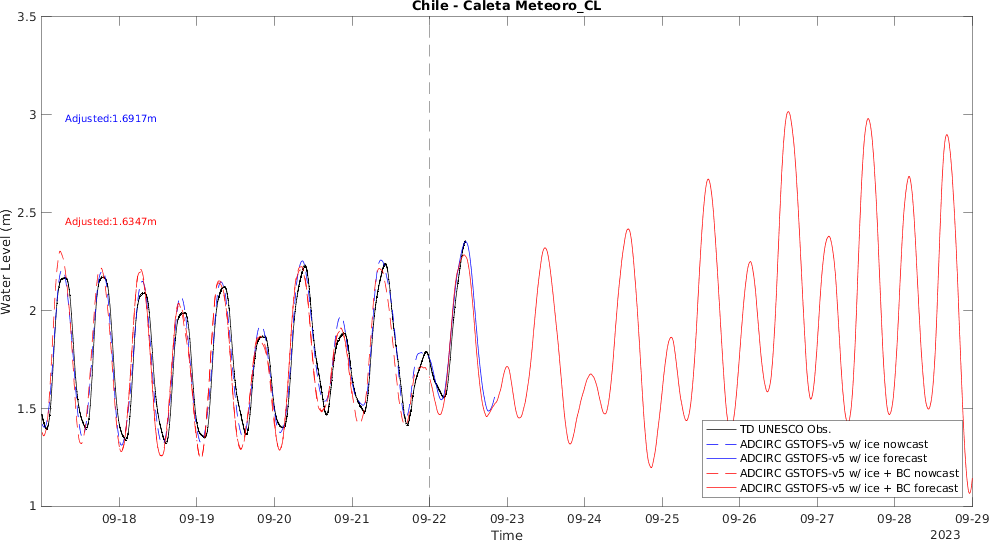 Chile - Caleta Meteoro_CL
3.5
3
2.5
2
1.5
1
Water Level (m)
Adjusted:1.6917m
Adjusted:1.6347m
TD UNESCO Obs.
ADCIRC GSTOFS-v5 w/ ice nowcast
ADCIRC GSTOFS-v5 w/ ice forecast
ADCIRC GSTOFS-v5 w/ ice + BC nowcast
ADCIRC GSTOFS-v5 w/ ice + BC forecast
09-18 09-19 09-20 09-21 09-22 09-23 09-24 09-25 09-26 09-27 09-28 09-29
Time
2023